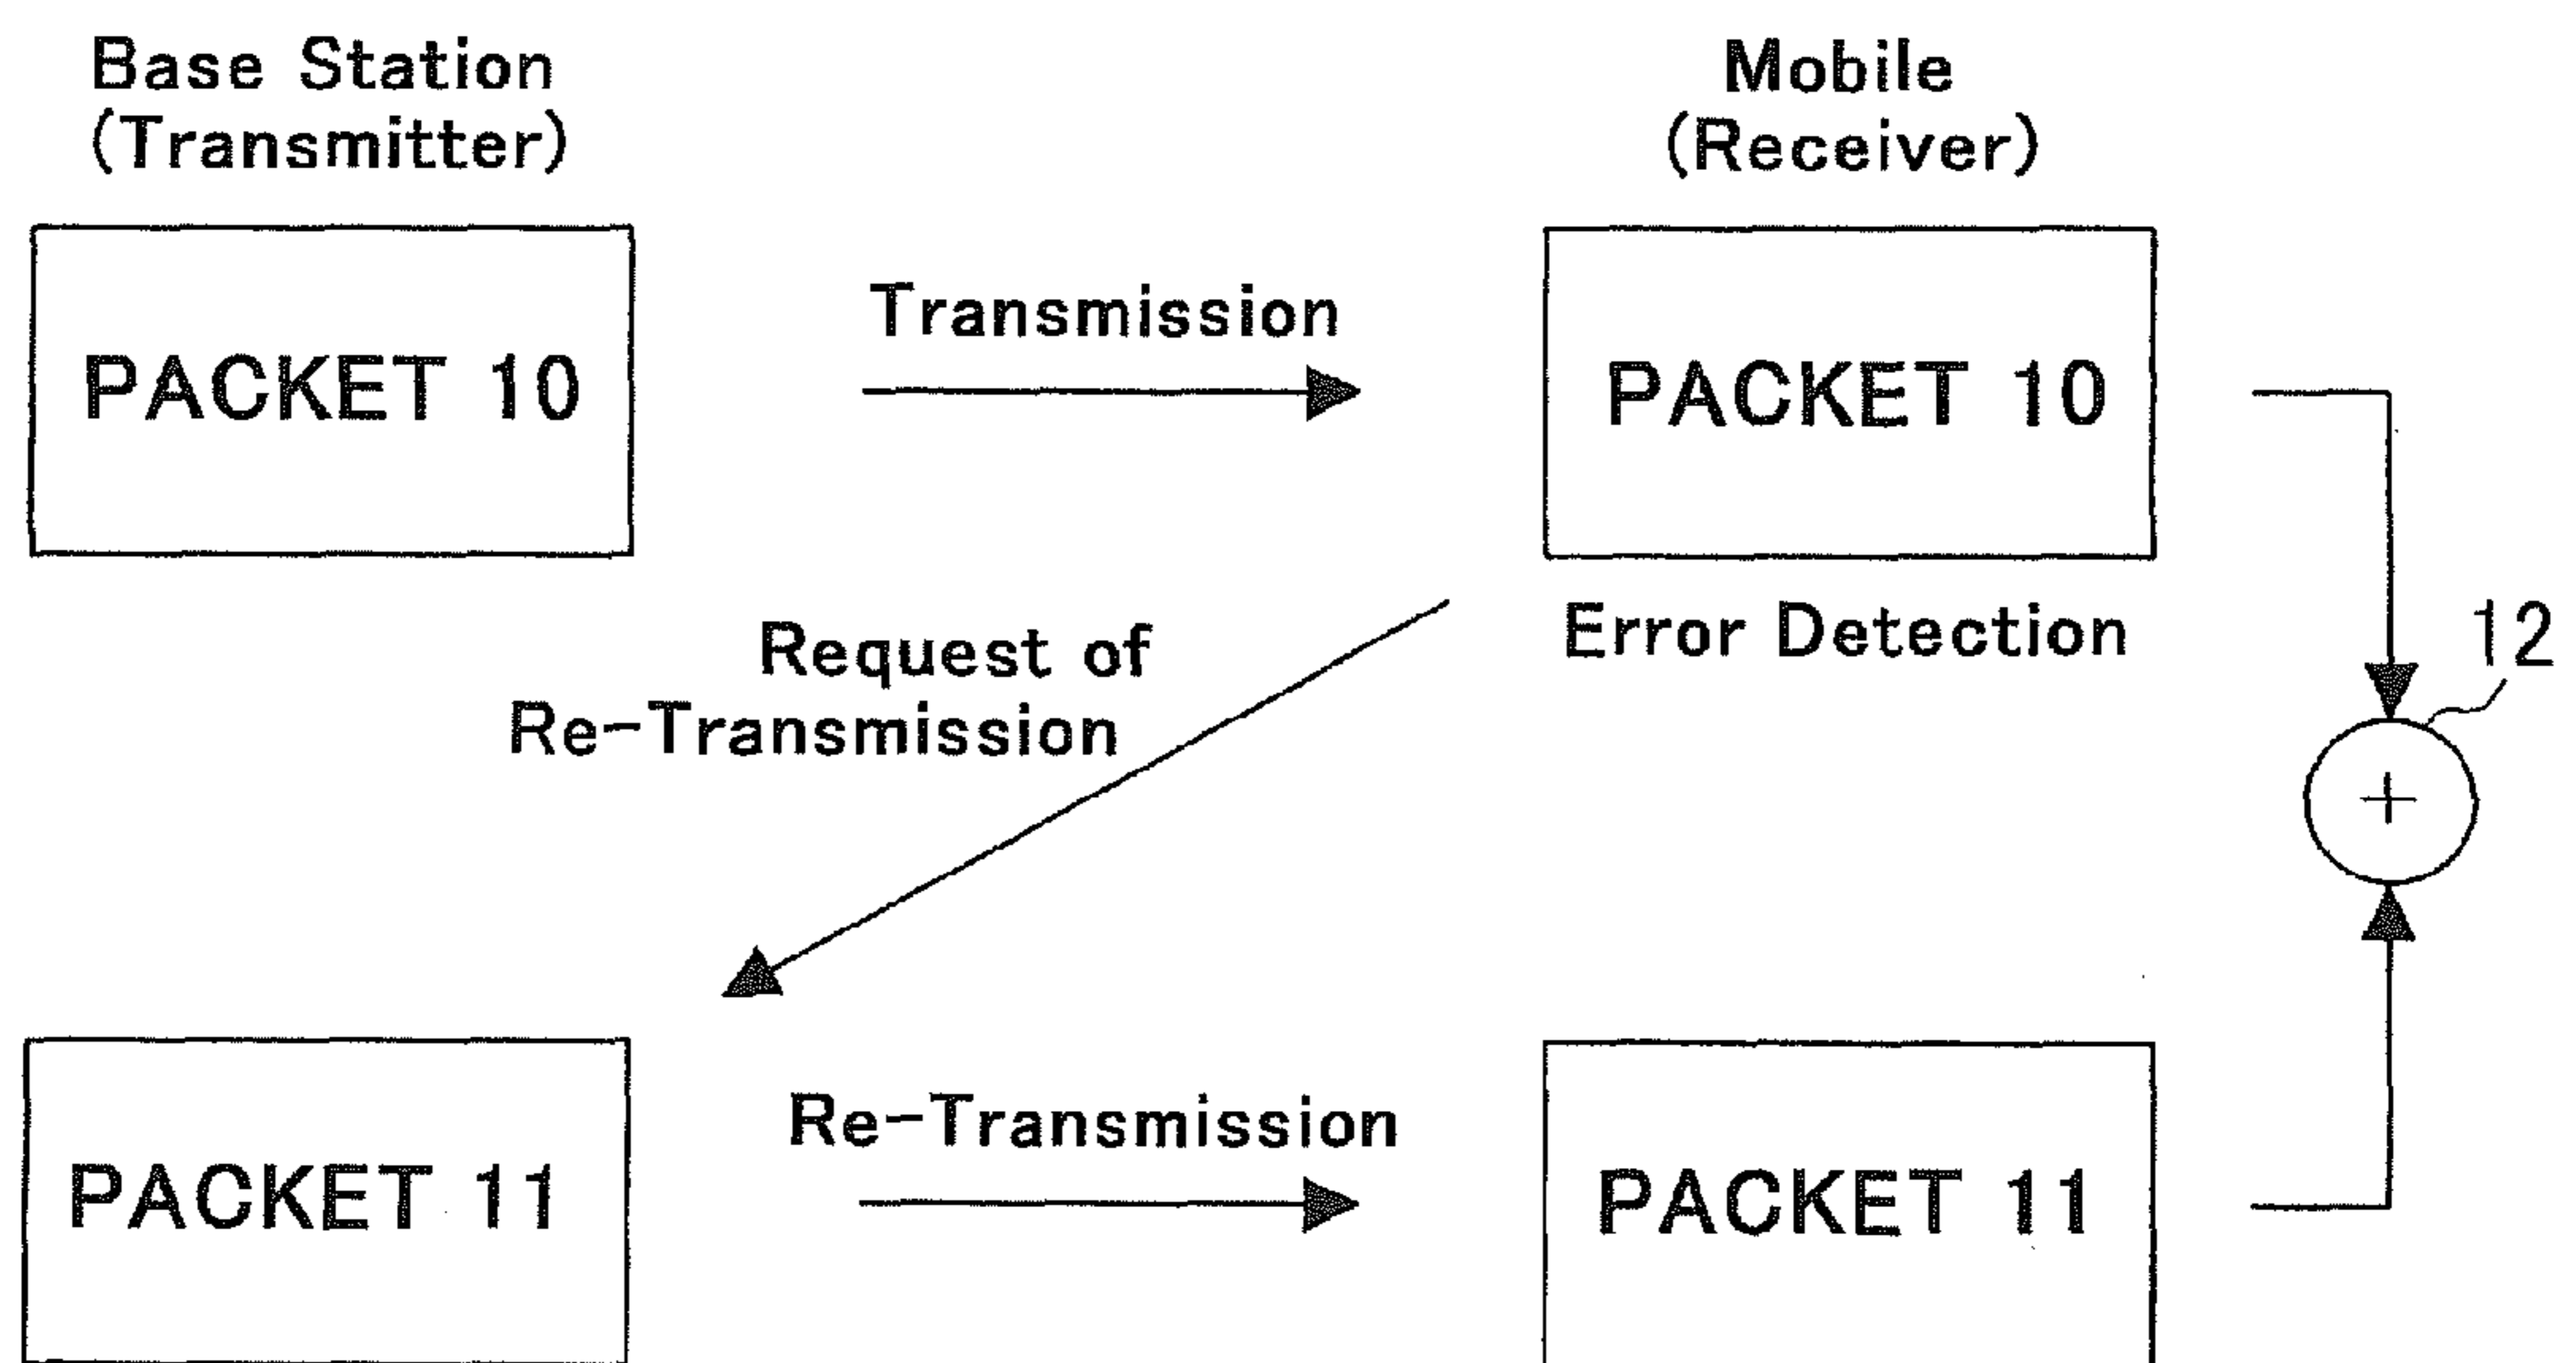 Base Station
(Transmitter)
Mobile
(Receiver)
PACKET 10
Transmission
PACKET 10
Request of
Re-Transmission
Error Detection
12
+
PACKET 11
Re-Transmission
PACKET 11